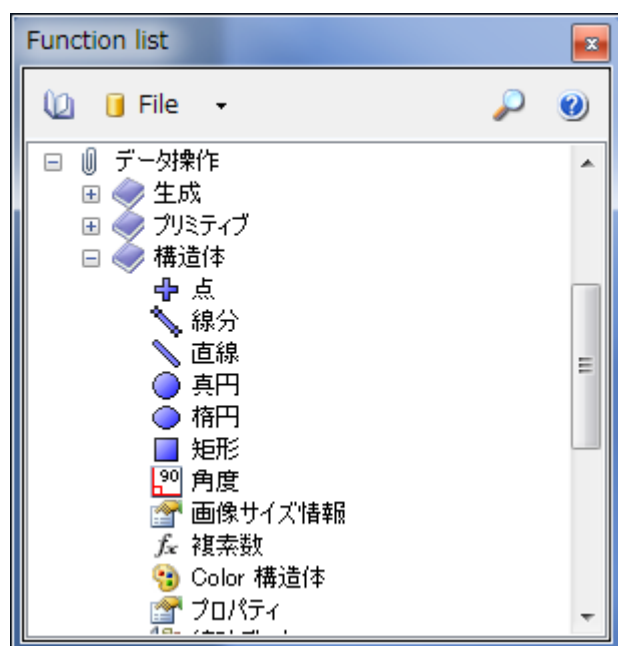 Function list
File
データ操作
生成
プリミティブ
構造体
点
線分
直線
真円
楕円
矩形
90 角度
画像サイズ情報
fx 複素数
Color 構造体
プロパティ